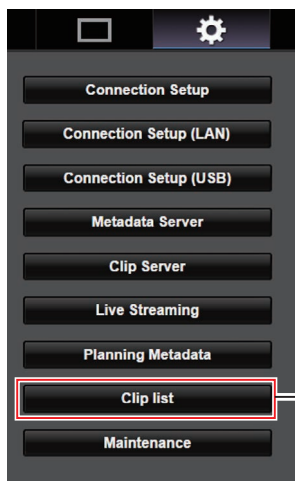 Connection Setup
Connection Setup (LAN)
Connection Setup (USB)
Metadata Server
Clip Server
Live Streaming
Planning Metadata
Clip list
Maintenance